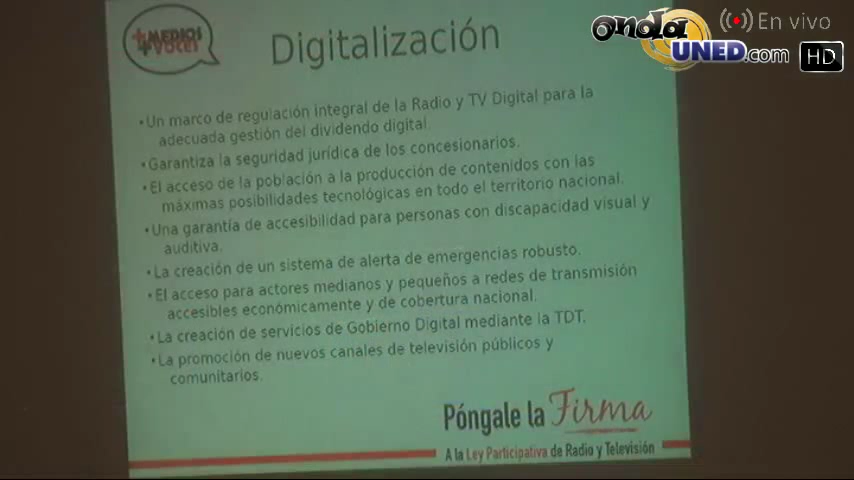 +MEDIOS
+VOCES
Digitalización
onda
UNED.com
En vivo
HD
•Un marco de regulación integral de la Radio y TV Digital para la
adecuada gestión del dividendo digital.
•Garantiza la seguridad jurídica de los concesionarios.
•El acceso de la población a la producción de contenidos con las
máximas posibilidades tecnológicas en todo el territorio nacional.
•Una garantía de accesibilidad para personas con discapacidad visual y
auditiva.
•La creación de un sistema de alerta de emergencias robusto.
•El acceso para actores medianos y pequeños a redes de transmisión
accesibles económicamente y de cobertura nacional.
•La creación de servicios de Gobierno Digital mediante la TDT.
•La promoción de nuevos canales de televisión públicos y
comunitarios.
Póngale la Firma
A la Ley Participativa de Radio y Televisión